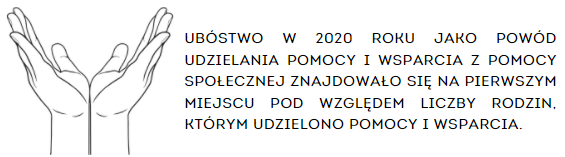 UBÓSTWO W 2020 ROKU JAKO POWÓD
UDZIELANIA POMOCY I WSPARCIA Z POMOCY
SPOŁECZNEJ ZNAJDOWAŁO SIĘ NA PIERWSZYM
MIEJSCU POD WZGLĘDEM LICZBY RODZIN,
KTÓRYM UDZIELONO POMOCY I WSPARCIA.